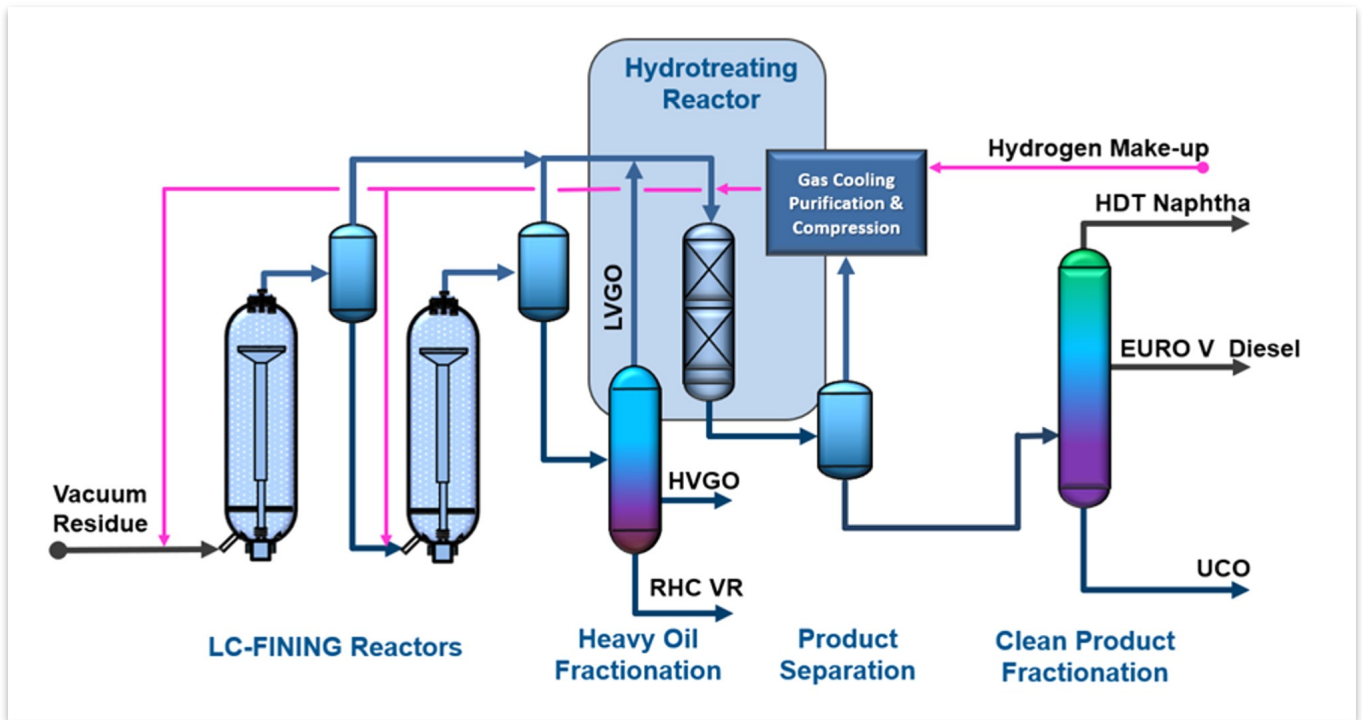 Hydrotreating
Reactor
Hydrogen Make-up
Gas Cooling
Purification &
Compression
HDT Naphtha
LVGO
EURO V Diesel
HVGO
Vacuum
Residue
UCO
RHC VR
LC-FINING Reactors
Heavy Oil
Fractionation
Product
Separation
Clean Product
Fractionation